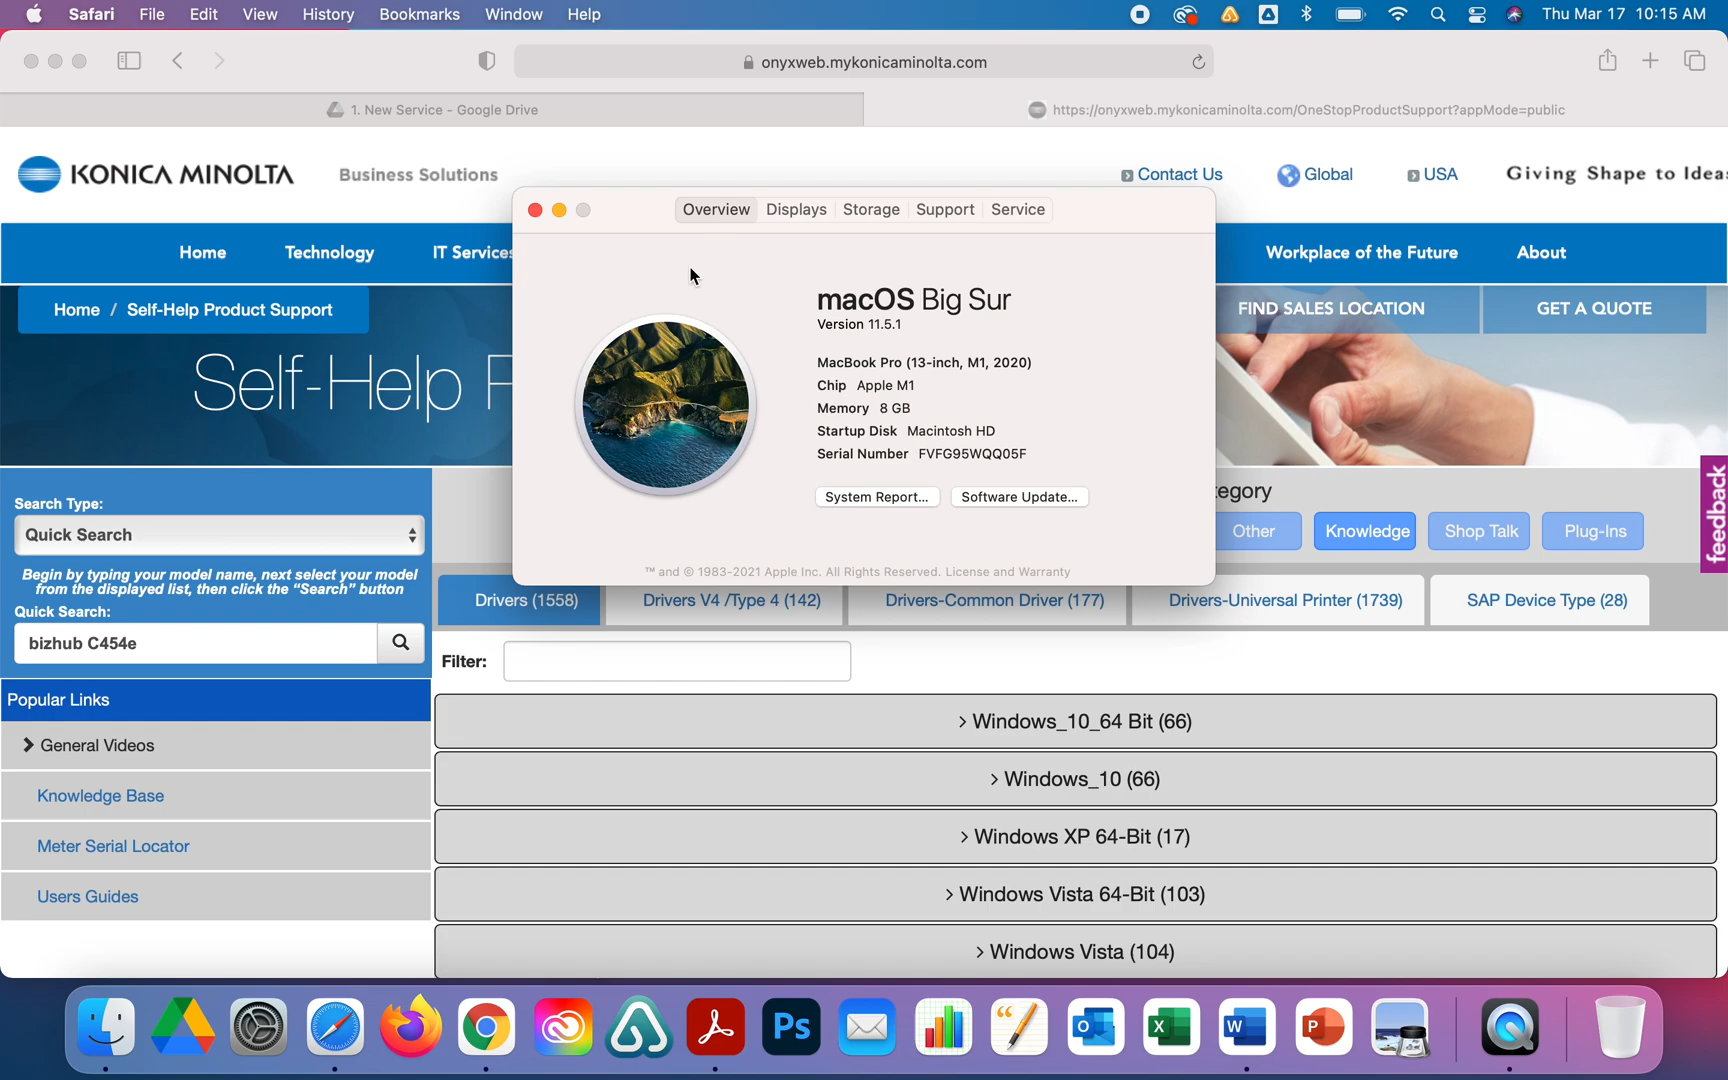 Safari File Edit View History Bookmarks Window Help Thu Mar 17 10:15 AM
onyxweb.mykonicaminolta.com
1. New Service - Google Drive
https://onyxweb.mykonicaminolta.com/OneStopProductSupport?appMode=public
KONICA MINOLTA Business Solutions Contact Us Global USA Giving Shape to Ideas
Overview Displays Storage Support Service
Home Technology IT Services Workplace of the Future About
Home / Self-Help Product Support FIND SALES LOCATION GET A QUOTE
Self-Help P
macOS Big Sur
Version 11.5.1
MacBook Pro (13-inch, M1, 2020)
Chip Apple M1
Memory 8 GB
Startup Disk Macintosh HD
Serial Number FVFG95WQQ05F
System Report... Software Update...
™ and © 1983-2021 Apple Inc. All Rights Reserved. License and Warranty
egory
Other Knowledge Shop Talk Plug-Ins
feedback
Search Type:
Quick Search
Begin by typing your model name, next select your model
from the displayed list, then click the “Search” button
Quick Search:
bizhub C454e
Drivers (1558) Drivers V4 /Type 4 (142) Drivers-Common Driver (177) Drivers-Universal Printer (1739) SAP Device Type (28)
Filter:
Popular Links
General Videos
Knowledge Base
Meter Serial Locator
Users Guides
> Windows_10_64 Bit (66)
> Windows_10 (66)
> Windows XP 64-Bit (17)
> Windows Vista 64-Bit (103)
> Windows Vista (104)
Ps O X W P